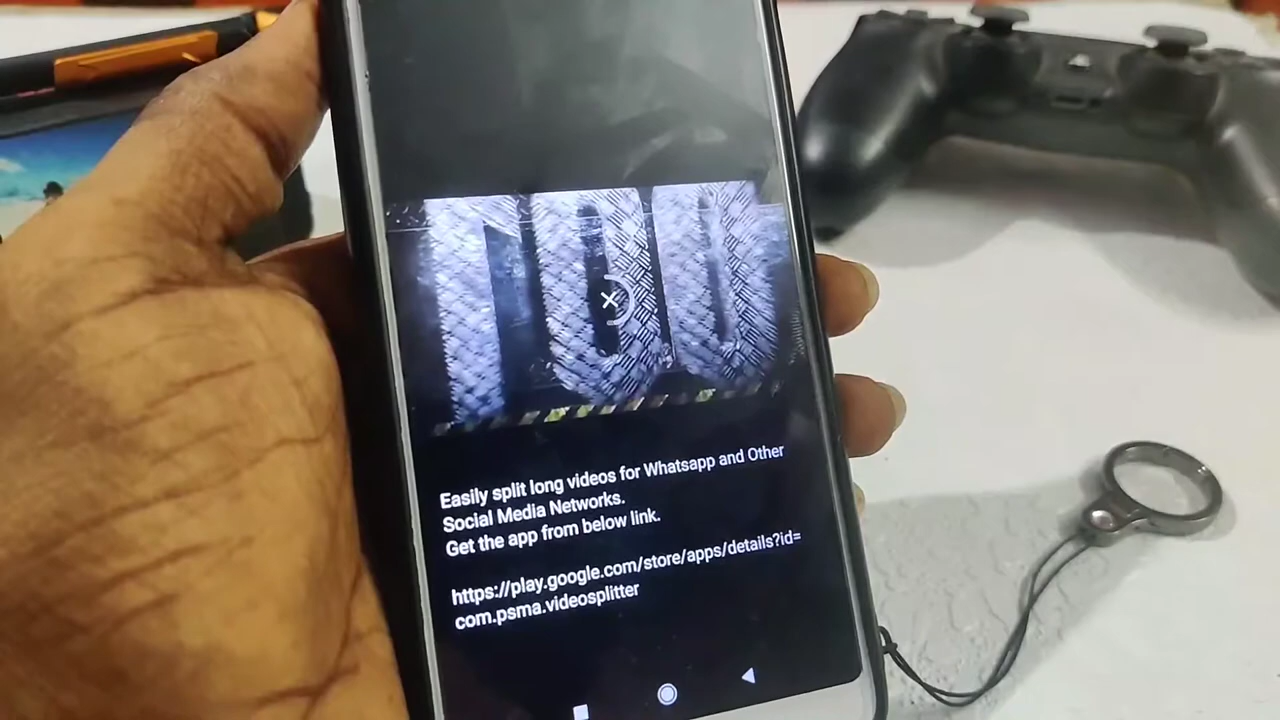 Easily split long videos for Whatsapp and Other
Social Media Networks.
Get the app from below link.
https://play.google.com/store/apps/details?id=
com.psma.videosplitter